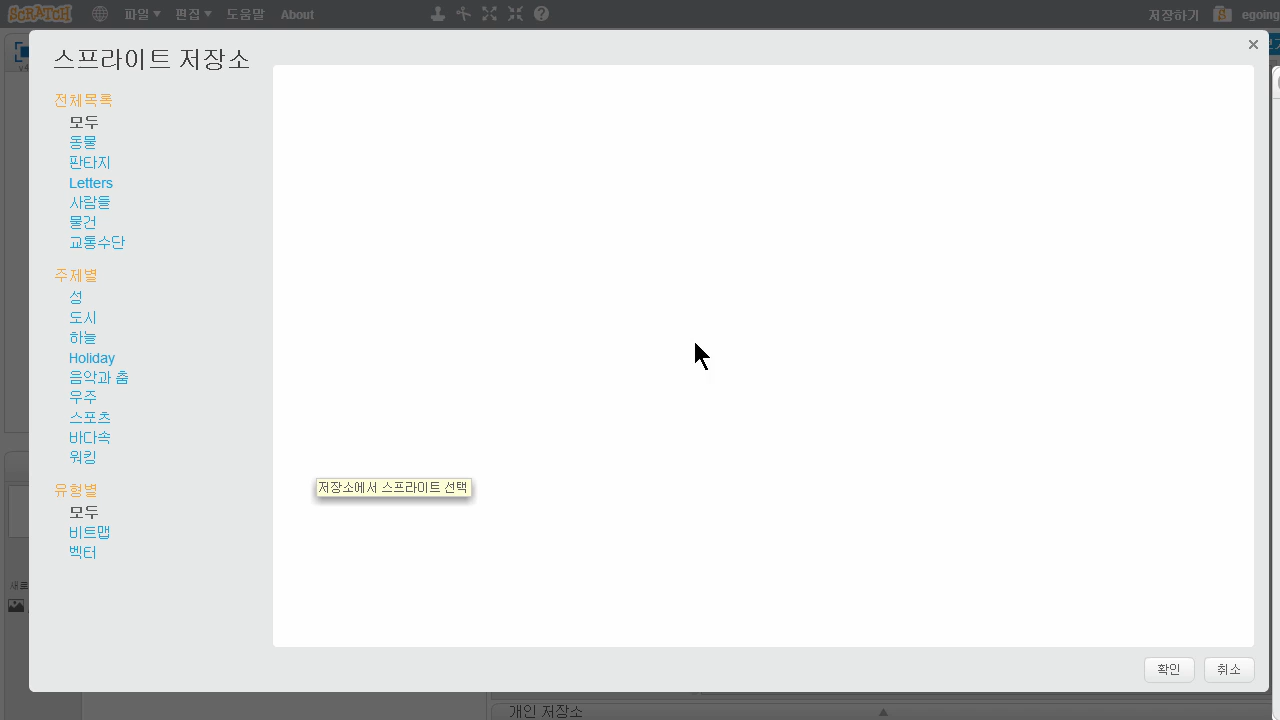 SCRATCH 파일 편집 도움말 About 저장하기 egoing
스프라이트 저장소
전체목록
모두
동물
판타지
Letters
사람들
물건
교통수단
주제별
성
도시
하늘
Holiday
음악과 춤
우주
스포츠
바다속
워킹
유형별
모두
비트맵
벡터
저장소에서 스프라이트 선택
확인 취소
개인 저장소